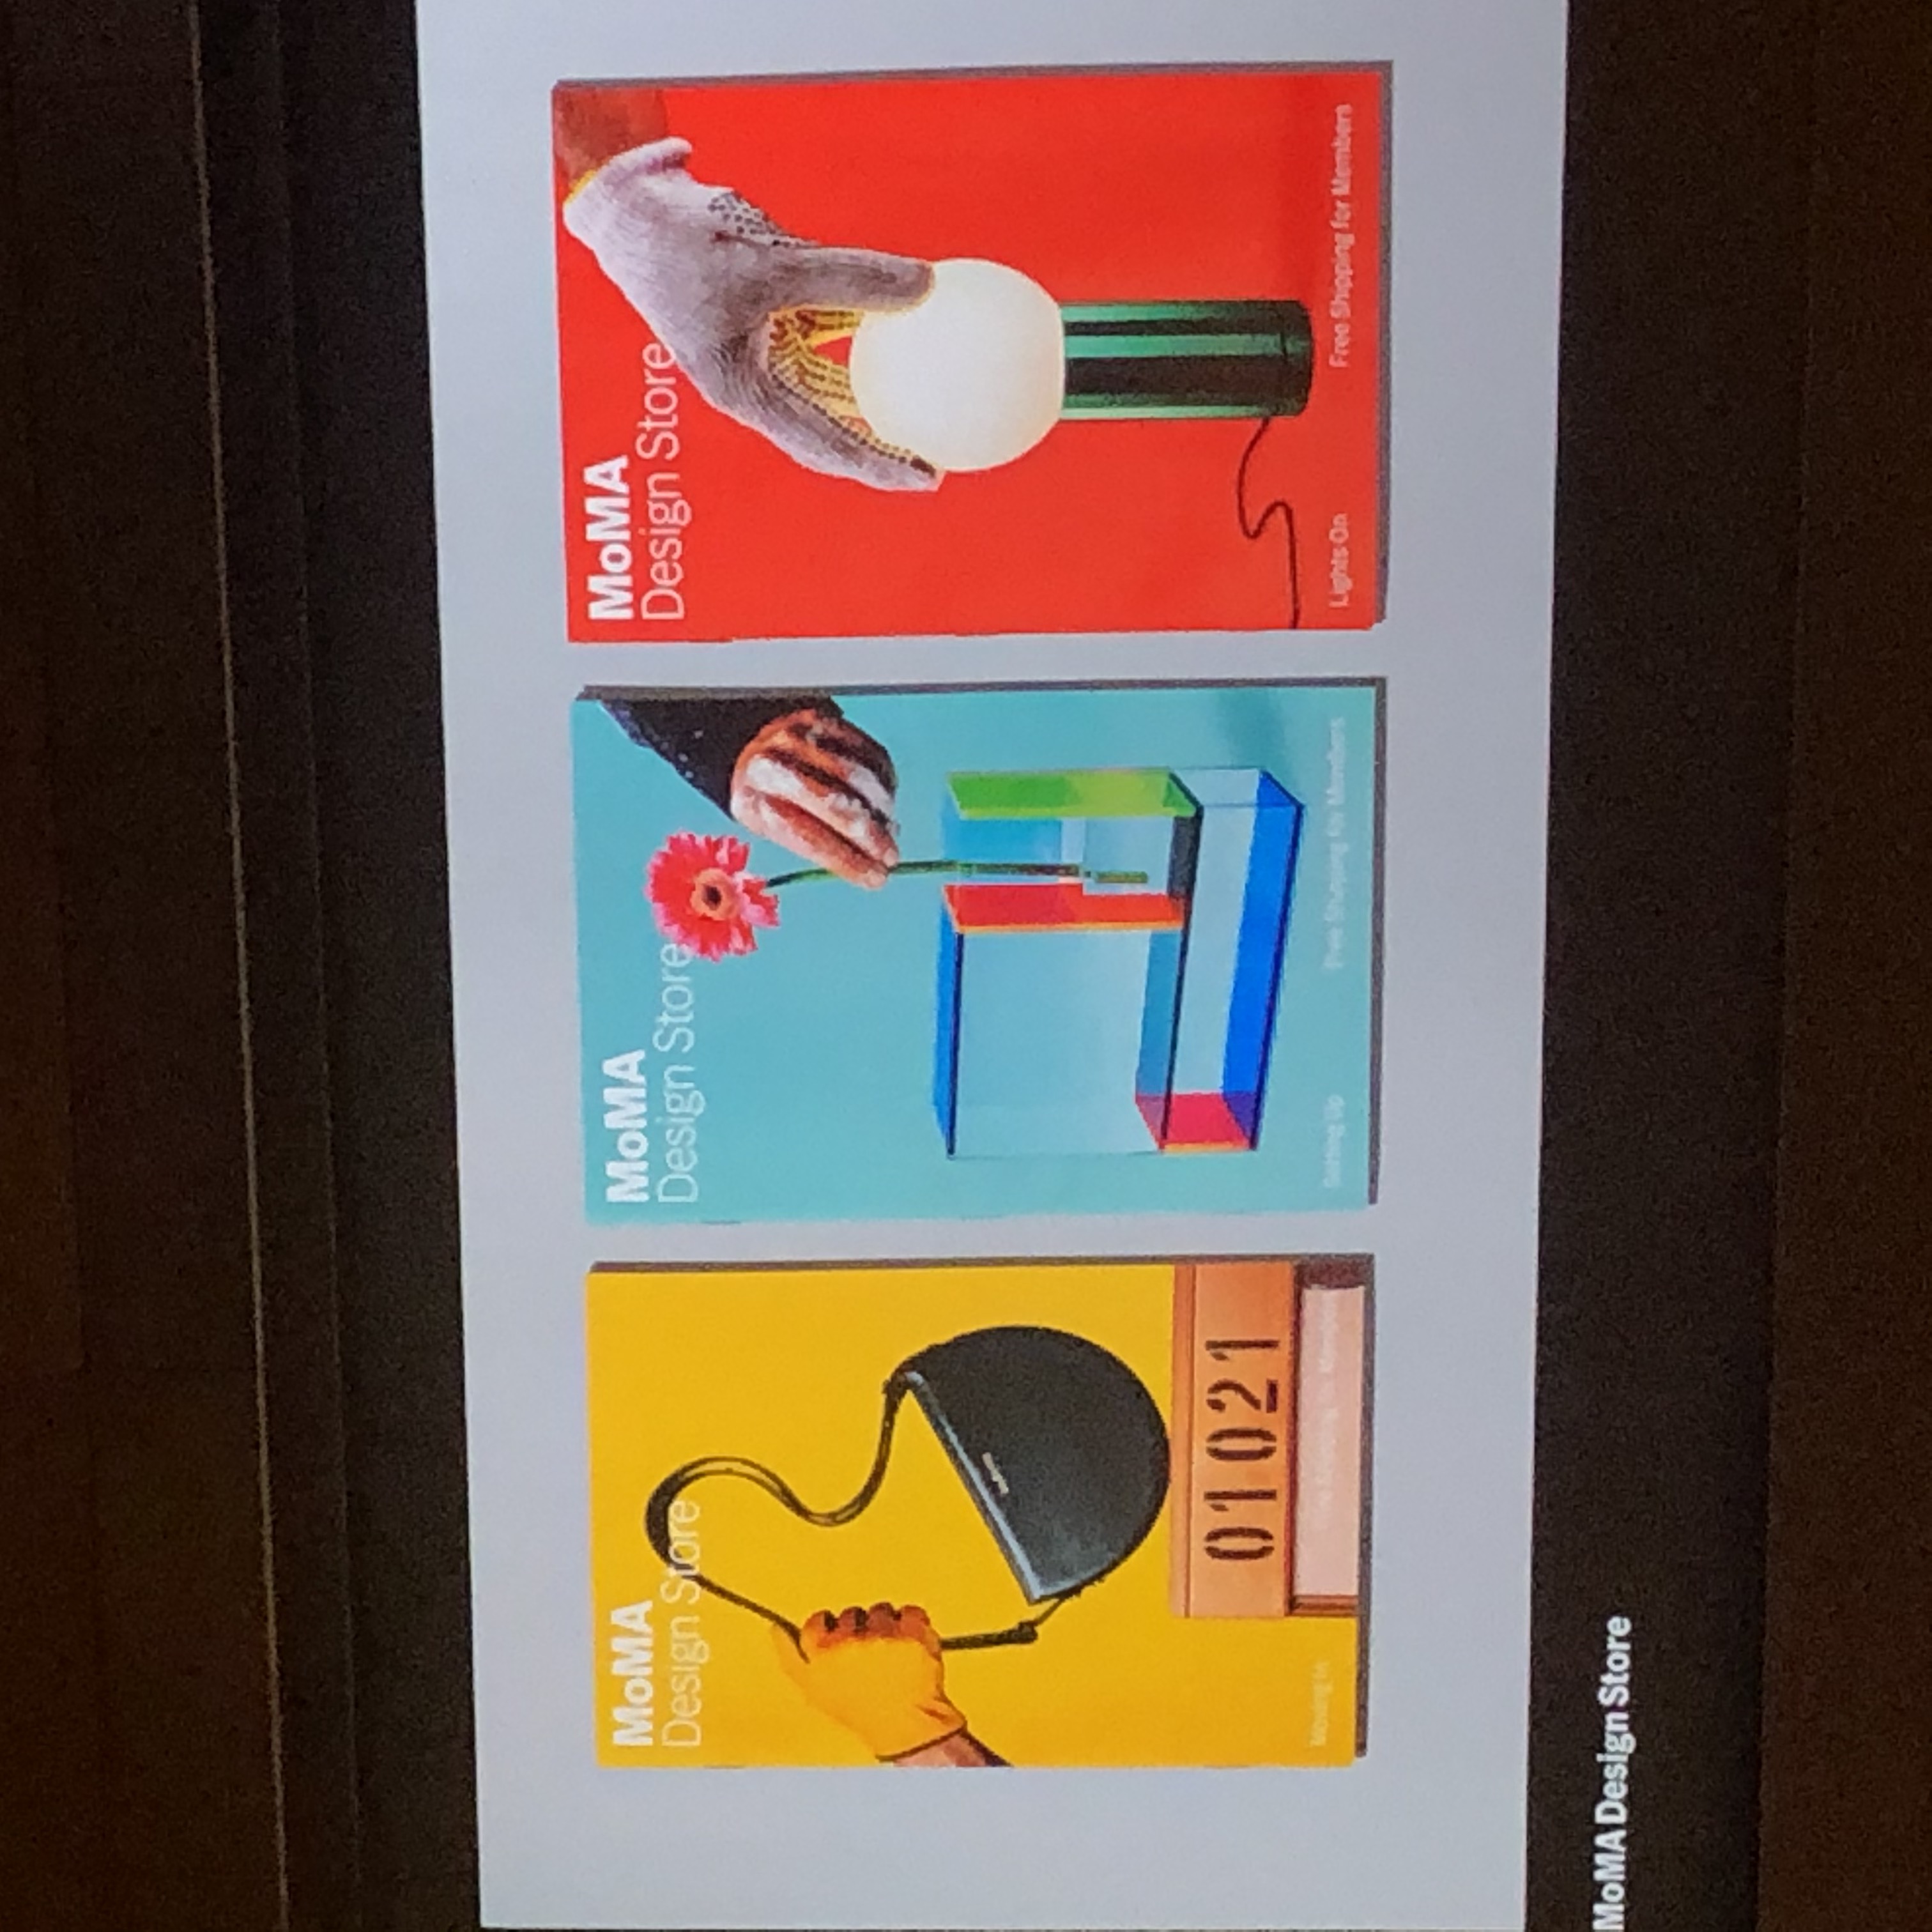 MoMA
Design Store
01021
Moving In
Free Shipping for Members
MoMA
Design Store
Setting Up
Free Shipping for Members
MoMA
Design Store
Lights On
Free Shipping for Members
MoMA Design Store